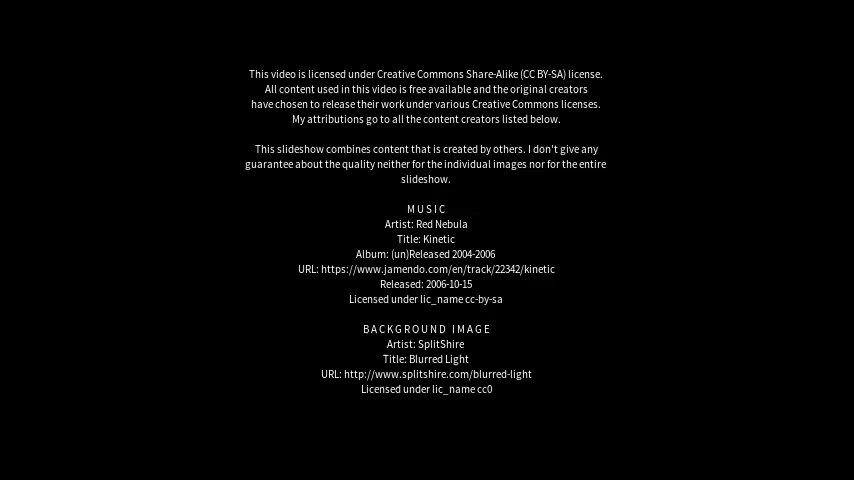 This video is licensed under Creative Commons Share-Alike (CC BY-SA) license.
All content used in this video is free available and the original creators
have chosen to release their work under various Creative Commons licenses.
My attributions go to all the content creators listed below.
This slideshow combines content that is created by others. I don't give any
guarantee about the quality neither for the individual images nor for the entire
slideshow.
MUSIC
Artist: Red Nebula
Title: Kinetic
Album: (un)Released 2004-2006
URL: https://www.jamendo.com/en/track/22342/kinetic
Released: 2006-10-15
Licensed under lic_name cc-by-sa
BACKGROUND IMAGE
Artist: SplitShire
Title: Blurred Light
URL: http://www.splitshire.com/blurred-light
Licensed under lic_name cc0